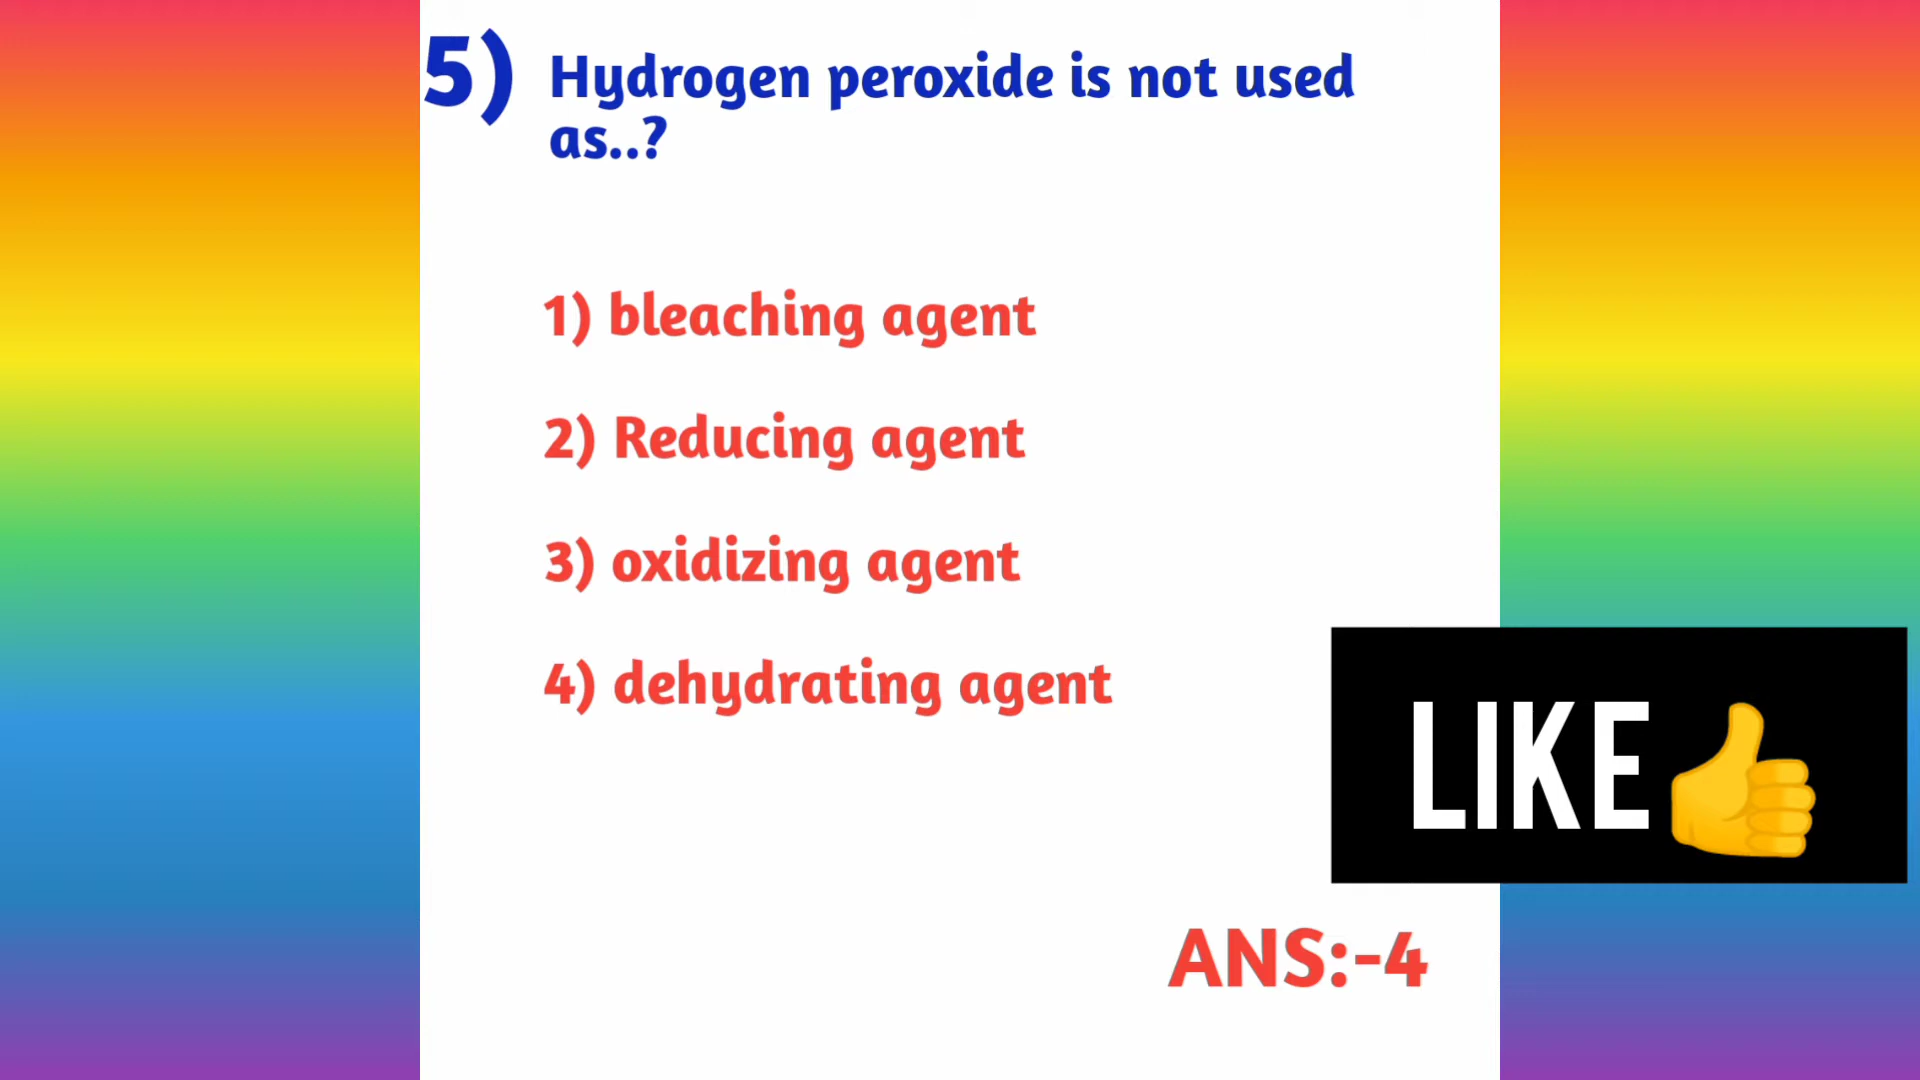 5) Hydrogen peroxide is not used
as..?
1) bleaching agent
2) Reducing agent
3) oxidizing agent
4) dehydrating agent
LIKE
ANS:-4